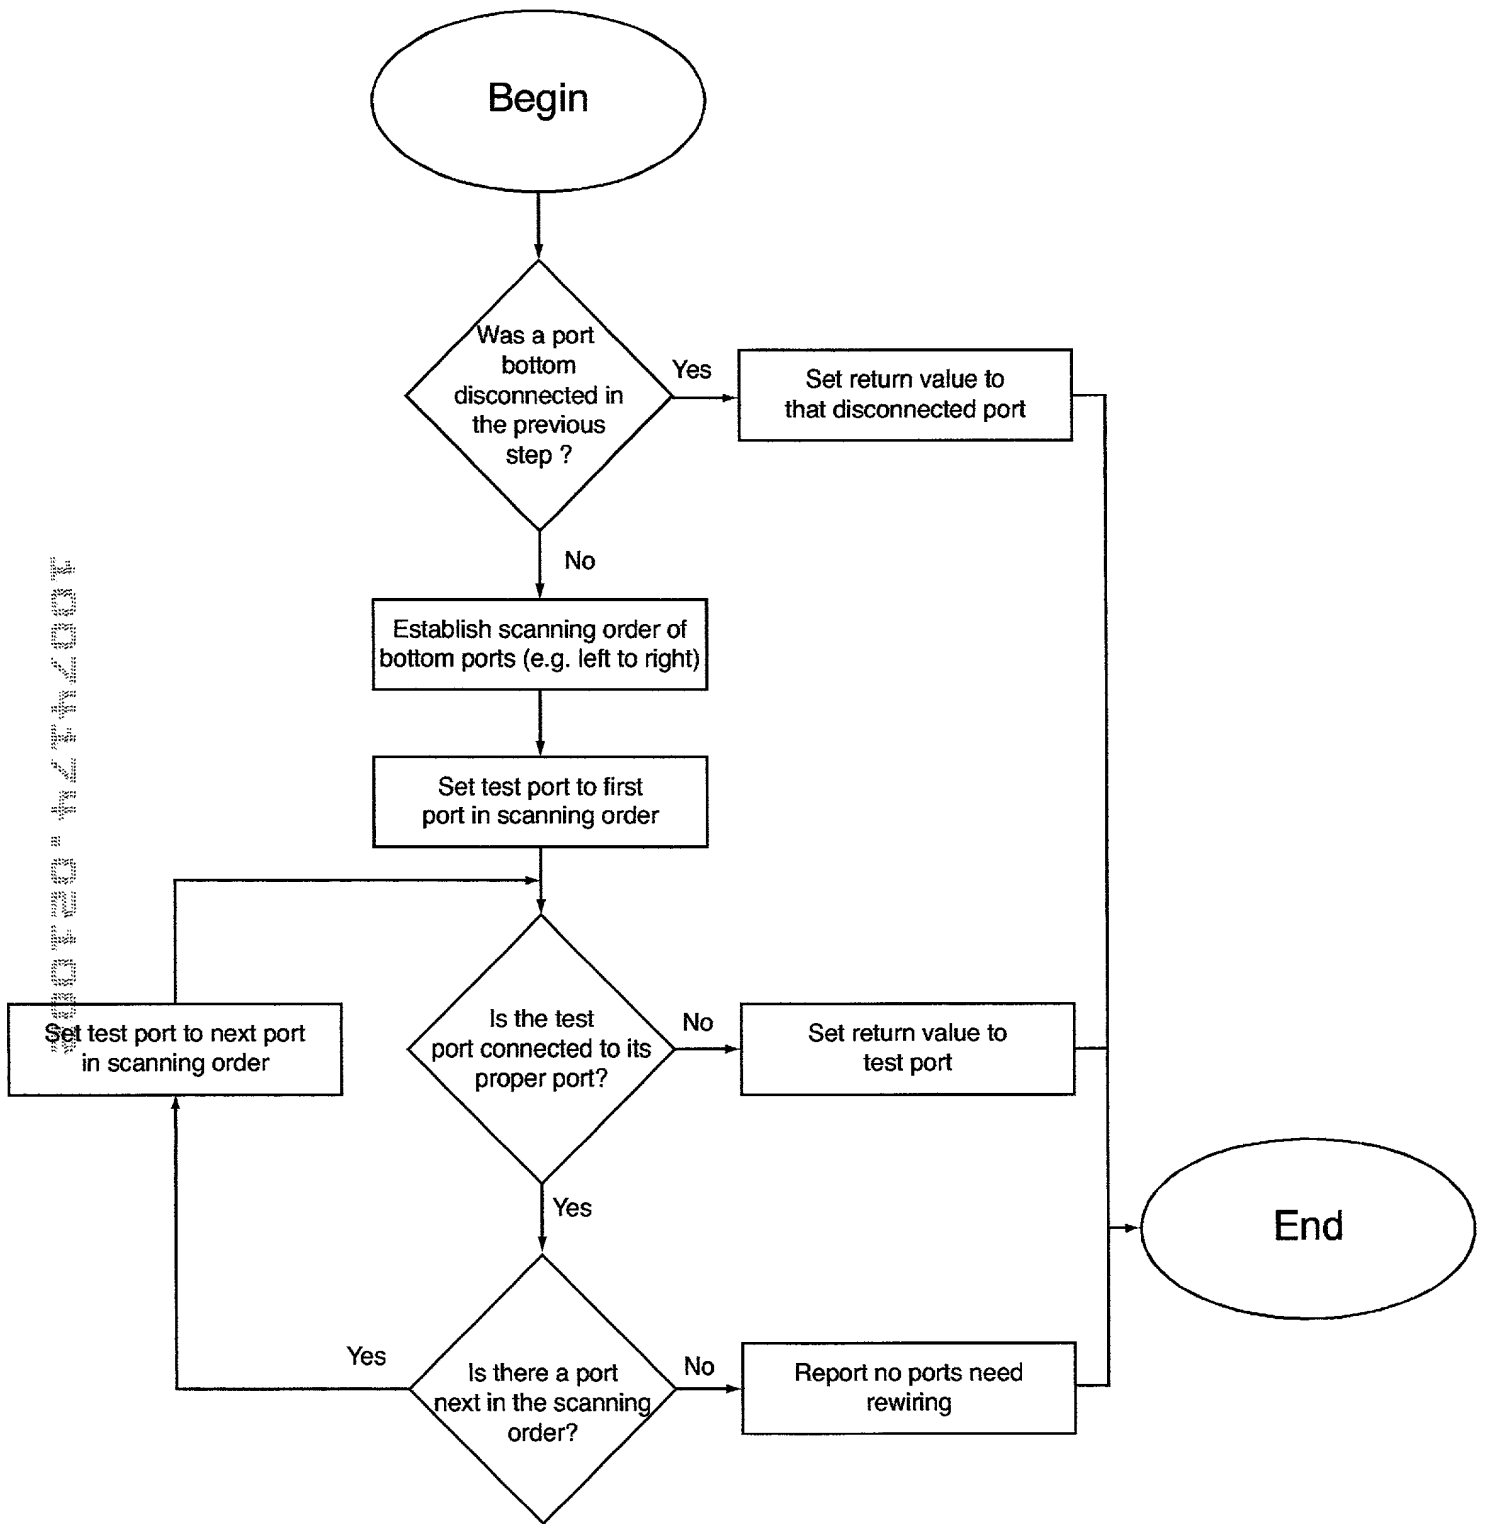 Begin
Was a port
bottom
disconnected in
the previous
step ?
Yes
Set return value to
that disconnected port
No
Establish scanning order of
bottom ports (e.g. left to right)
Set test port to first
port in scanning order
Set test port to next port
in scanning order
Is the test
port connected to its
proper port?
No
Set return value to
test port
Yes
End
Yes
Is there a port
next in the scanning
order?
No
Report no ports need
rewiring